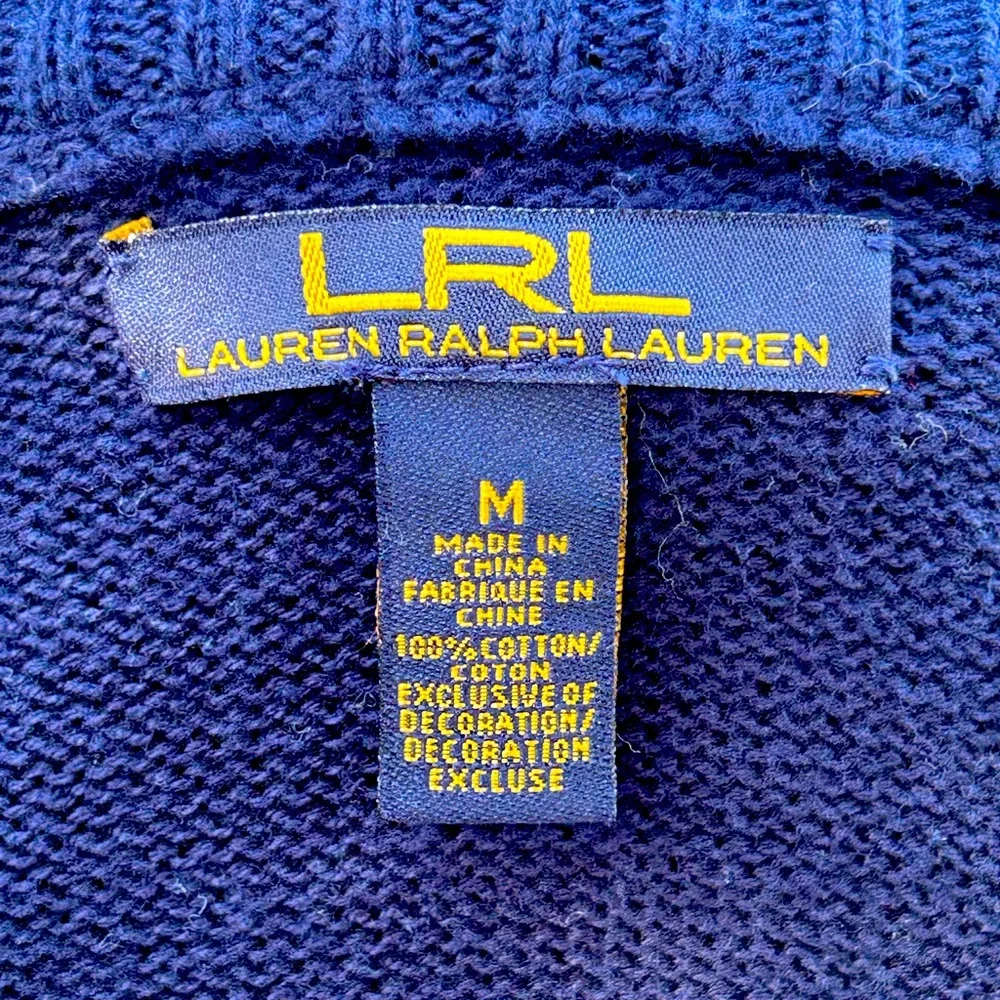 LRL
LAUREN RALPH LAUREN
M
MADE IN
CHINA
FABRIQUE EN
CHINE
100% COTTON/
COTON
EXCLUSIVE OF
DECORATION/
DECORATION
EXCLUSE